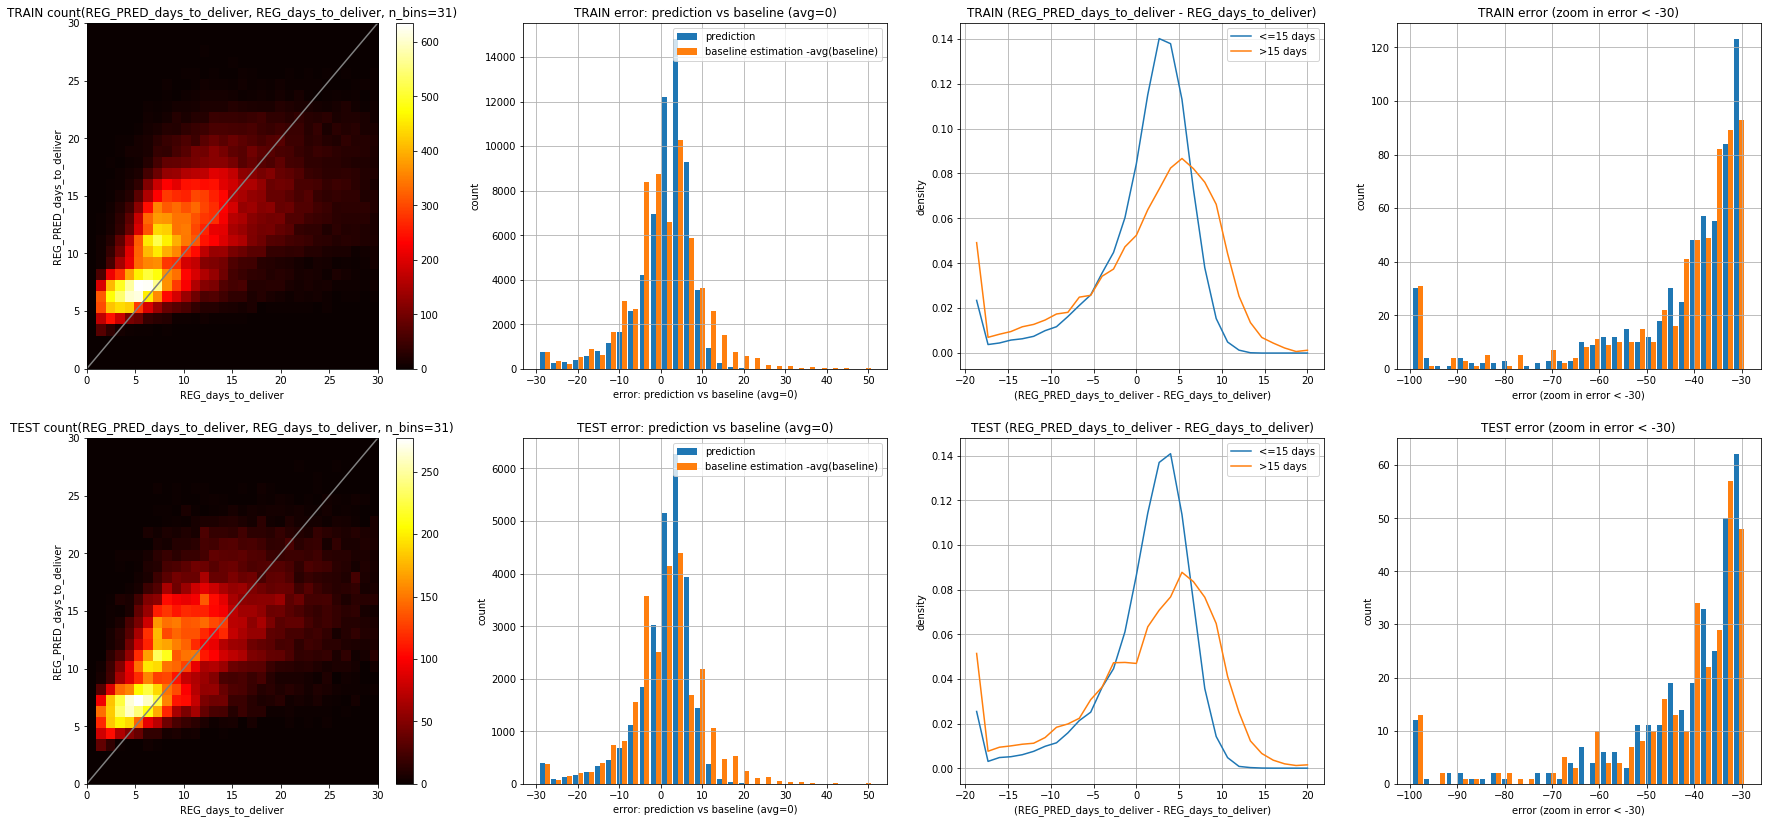 TRAIN count(REG_PRED_days_to_deliver, REG_days_to_deliver, n_bins=31)
30
25
20
15
10
5
0
REG_PRED_days_to_deliver
0 5 10 15 20 25 30
REG_days_to_deliver
600
500
400
300
200
100
0
TRAIN error: prediction vs baseline (avg=0)
prediction
baseline estimation -avg(baseline)
14000
12000
10000
8000
6000
4000
2000
0
count
−30 −20 −10 0 10 20 30 40 50
error: prediction vs baseline (avg=0)
TRAIN (REG_PRED_days_to_deliver - REG_days_to_deliver)
<=15 days
>15 days
0.14
0.12
0.10
0.08
0.06
0.04
0.02
0.00
density
−20 −15 −10 −5 0 5 10 15 20
(REG_PRED_days_to_deliver - REG_days_to_deliver)
TRAIN error (zoom in error < -30)
120
100
80
60
40
20
0
count
−100 −90 −80 −70 −60 −50 −40 −30
error (zoom in error < -30)
TEST count(REG_PRED_days_to_deliver, REG_days_to_deliver, n_bins=31)
30
25
20
15
10
5
0
REG_PRED_days_to_deliver
0 5 10 15 20 25 30
REG_days_to_deliver
250
200
150
100
50
0
TEST error: prediction vs baseline (avg=0)
prediction
baseline estimation -avg(baseline)
6000
5000
4000
3000
2000
1000
0
count
−30 −20 −10 0 10 20 30 40 50
error: prediction vs baseline (avg=0)
TEST (REG_PRED_days_to_deliver - REG_days_to_deliver)
<=15 days
>15 days
0.14
0.12
0.10
0.08
0.06
0.04
0.02
0.00
density
−20 −15 −10 −5 0 5 10 15 20
(REG_PRED_days_to_deliver - REG_days_to_deliver)
TEST error (zoom in error < -30)
60
50
40
30
20
10
0
count
−100 −90 −80 −70 −60 −50 −40 −30
error (zoom in error < -30)